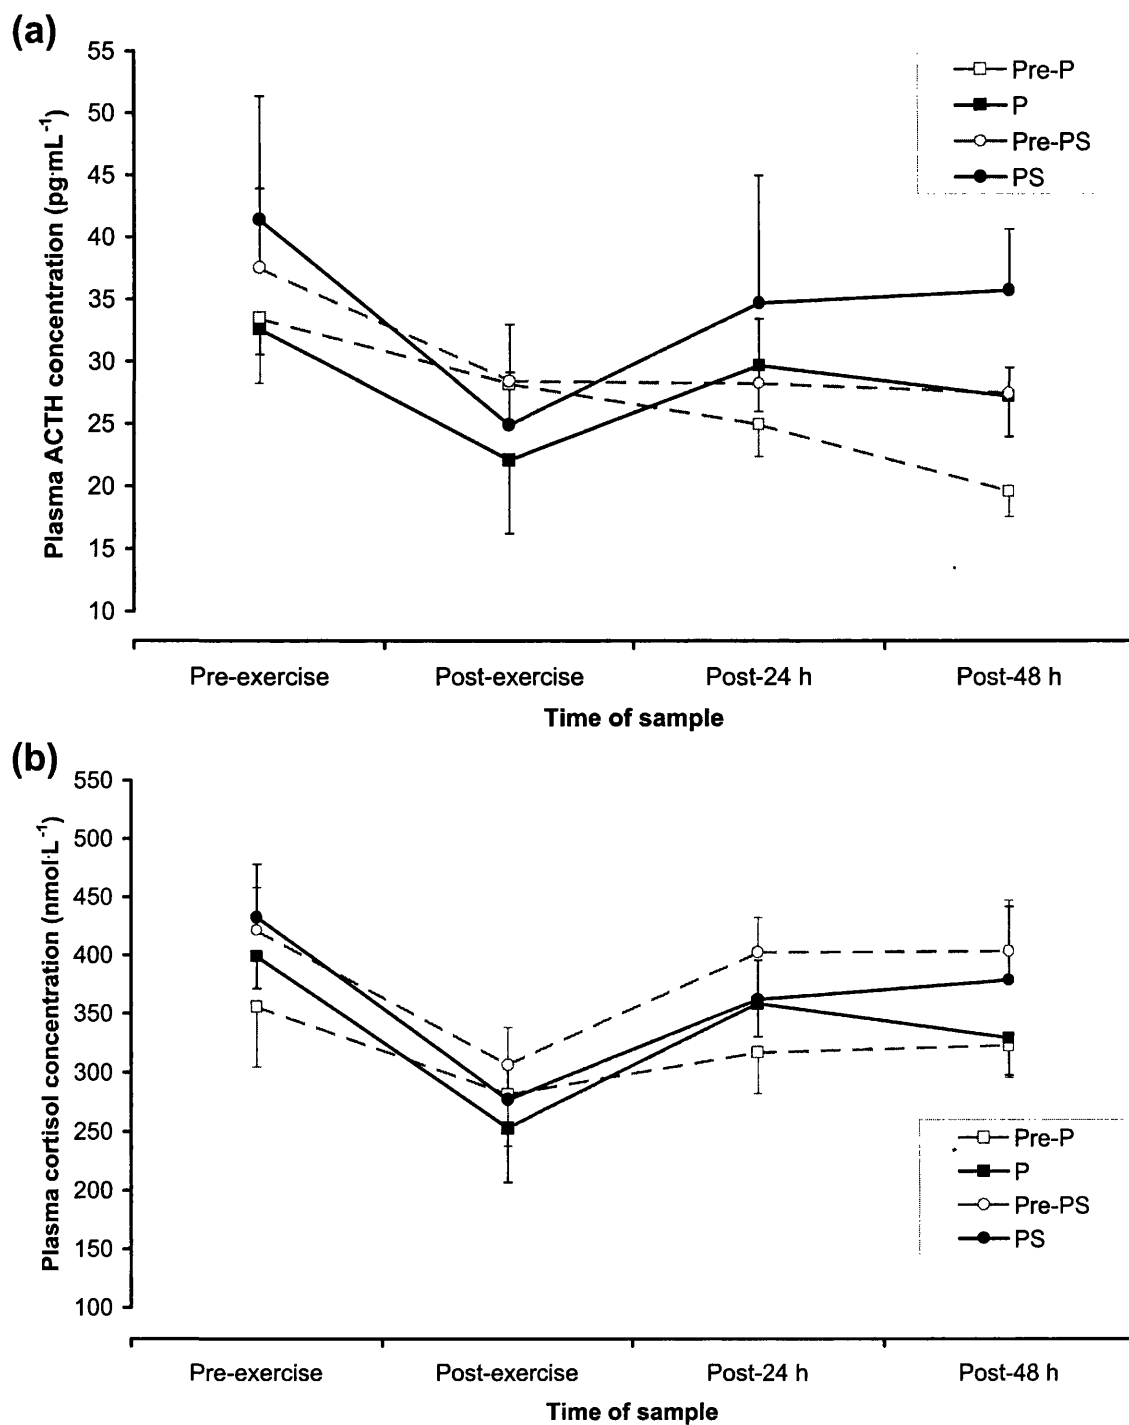 (a)
55
50
45
40
35
30
25
20
15
10
Plasma ACTH concentration (pg·mL⁻¹)
Pre-P
P
Pre-PS
PS
Pre-exercise Post-exercise Post-24 h Post-48 h
Time of sample
(b)
550
500
450
400
350
300
250
200
150
100
Plasma cortisol concentration (nmol·L⁻¹)
Pre-P
P
Pre-PS
PS
Pre-exercise Post-exercise Post-24 h Post-48 h
Time of sample